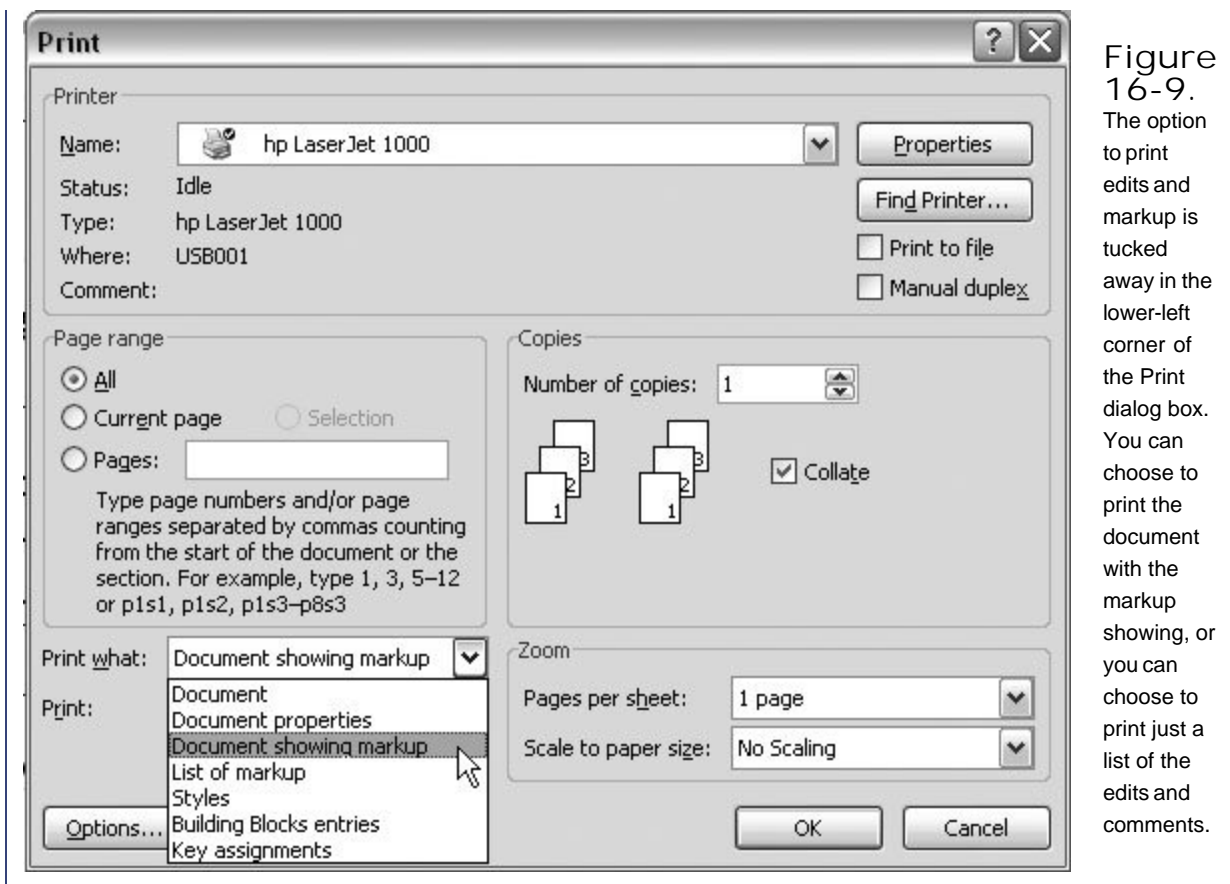 Print
Printer
Name: hp LaserJet 1000 Properties
Status: Idle Find Printer...
Type: hp LaserJet 1000
Where: USB001 Print to file
Comment: Manual duplex
Page range
All
Current page Selection
Pages:
Type page numbers and/or page
ranges separated by commas counting
from the start of the document or the
section. For example, type 1, 3, 5–12
or p1s1, p1s2, p1s3–p8s3
Copies
Number of copies: 1
3 3
2 2
1 1
Collate
Print what: Document showing markup
Print:
Document
Document properties
Document showing markup
List of markup
Styles
Building Blocks entries
Key assignments
Zoom
Pages per sheet: 1 page
Scale to paper size: No Scaling
Options... OK Cancel
Figure
16-9.
The option
to print
edits and
markup is
tucked
away in the
lower-left
corner of
the Print
dialog box.
You can
choose to
print the
document
with the
markup
showing, or
you can
choose to
print just a
list of the
edits and
comments.